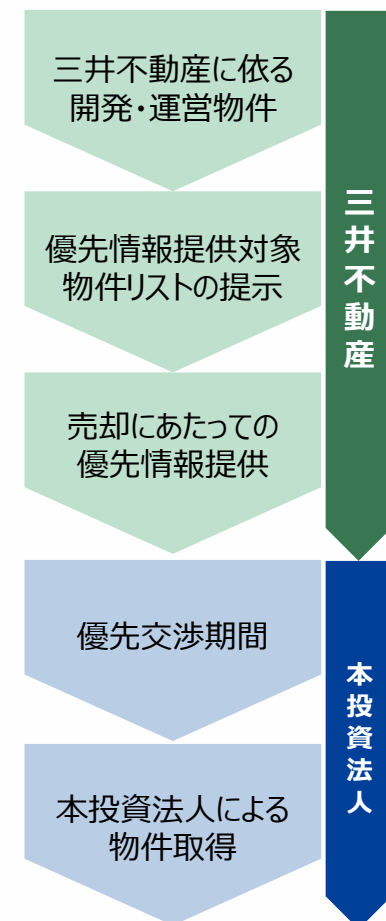 三井不動産に依る
開発・運営物件
優先情報提供対象
物件リストの提示
売却にあたっての
優先情報提供
三井不動産
優先交渉期間
本投資法人による
物件取得
本投資法人